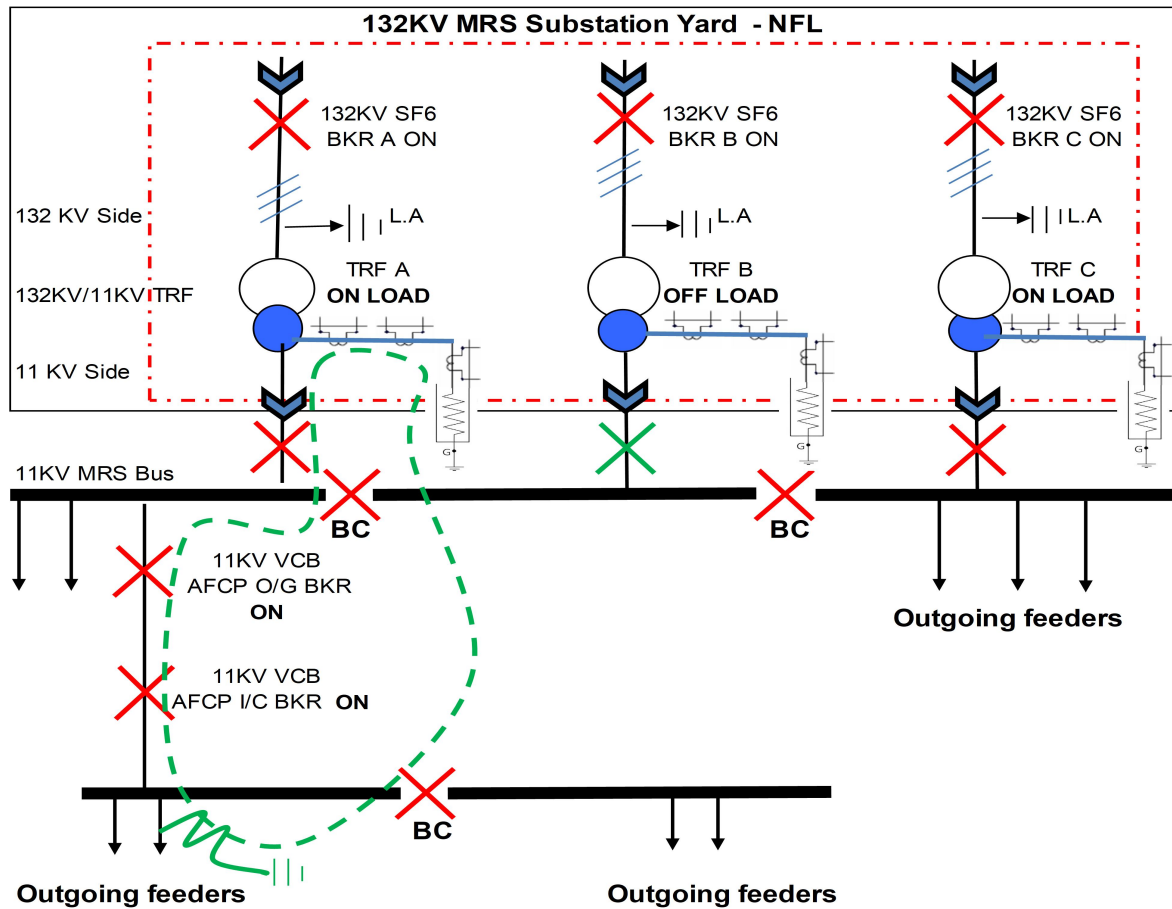 132KV MRS Substation Yard - NFL
132KV SF6
BKR A ON
132KV SF6
BKR B ON
132KV SF6
BKR C ON
132 KV Side
L.A
L.A
L.A
132KV/11KV TRF
TRF A
ON LOAD
TRF B
OFF LOAD
TRF C
ON LOAD
11 KV Side
G
G
G
11KV MRS Bus
BC
BC
11KV VCB
AFCP O/G BKR
ON
Outgoing feeders
11KV VCB
AFCP I/C BKR ON
BC
Outgoing feeders
Outgoing feeders